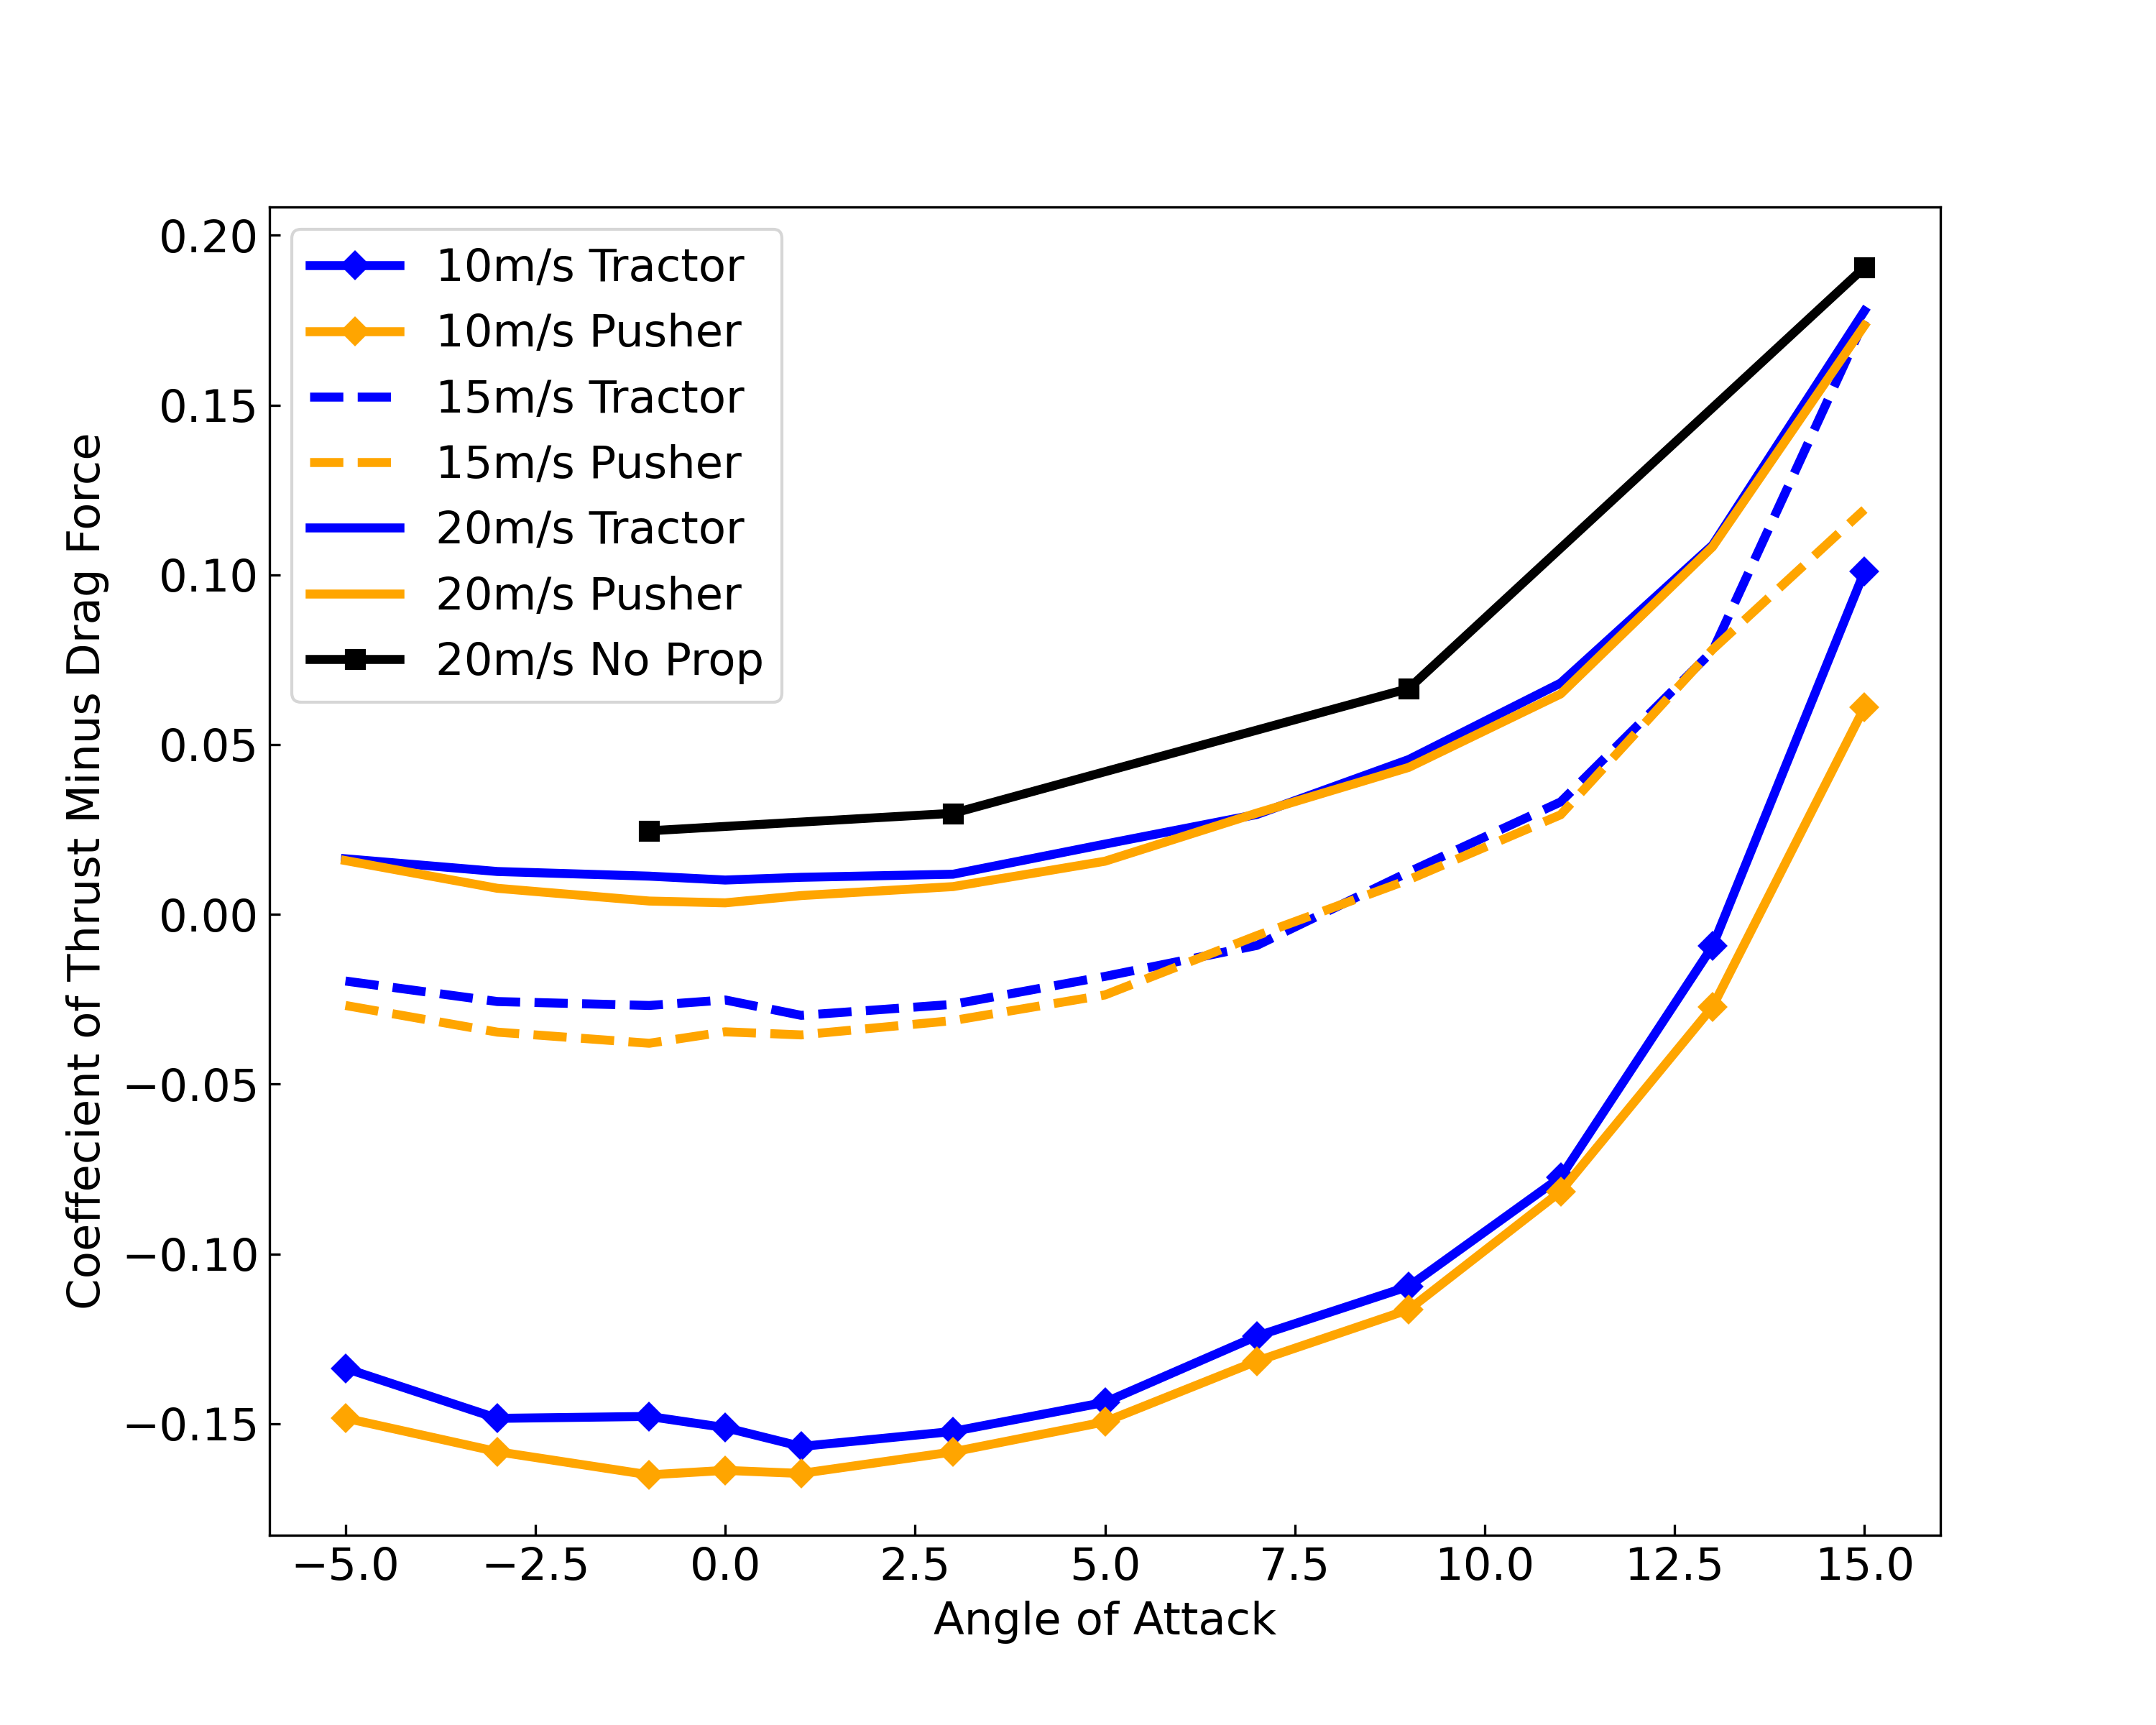 0.20
0.15
0.10
0.05
0.00
−0.05
−0.10
−0.15
Coeffecient of Thrust Minus Drag Force
10m/s Tractor
10m/s Pusher
15m/s Tractor
15m/s Pusher
20m/s Tractor
20m/s Pusher
20m/s No Prop
−5.0 −2.5 0.0 2.5 5.0 7.5 10.0 12.5 15.0
Angle of Attack